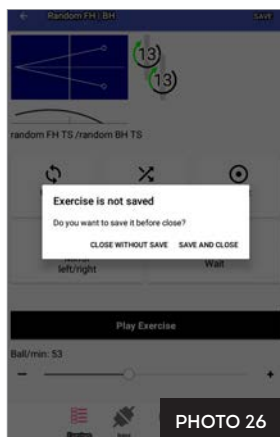 Random FH | BH
SAVE
13
13
random FH TS /random BH TS
Exercise is not saved
Do you want to save it before close?
CLOSE WITHOUT SAVE SAVE AND CLOSE
left/right
Wait
Play Exercise
Ball/min: 53
- +
PHOTO 26